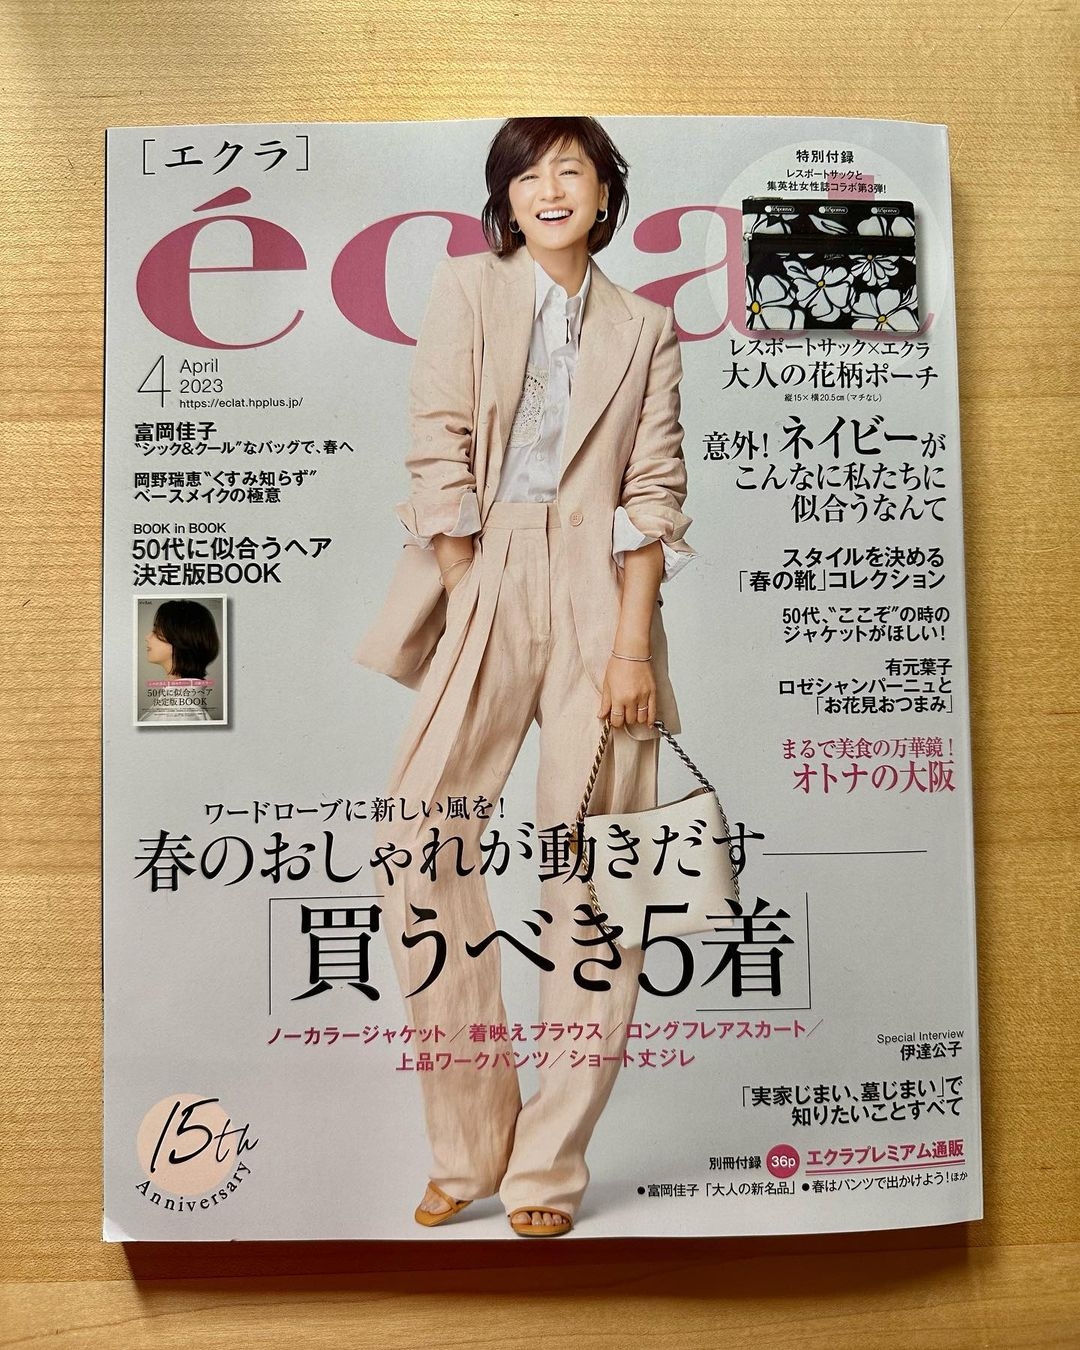 [エクラ]
éclat
4 April
2023
https://eclat.hpplus.jp/
富岡佳子
“シック&クール”なバッグで、春へ
岡野瑞恵“くすみ知らず”
ベースメイクの極意
BOOK in BOOK
50代に似合うヘア
決定版BOOK
50代に似合うヘア
決定版BOOK
特別付録
レスポートサックと
集英社女性誌コラボ第3弾!
レスポートサック×エクラ
大人の花柄ポーチ
縦15×横20.5cm(マチなし)
意外! ネイビーが
こんなに私たちに
似合うなんて
スタイルを決める
「春の靴」コレクション
50代、“ここぞ”の時の
ジャケットがほしい!
有元葉子
ロゼシャンパーニュと
「お花見おつまみ」
まるで美食の万華鏡!
オトナの大阪
ワードローブに新しい風を!
春のおしゃれが動きだす
「買うべき5着」
ノーカラージャケット/着映えブラウス/ロングフレアスカート/
上品ワークパンツ/ショート丈ジレ
Special Interview
伊達公子
「実家じまい、墓じまい」で
知りたいことすべて
15th
Anniversary
別冊付録 36p エクラプレミアム通販
●富岡佳子「大人の新名品」●春はパンツで出かけよう!ほか